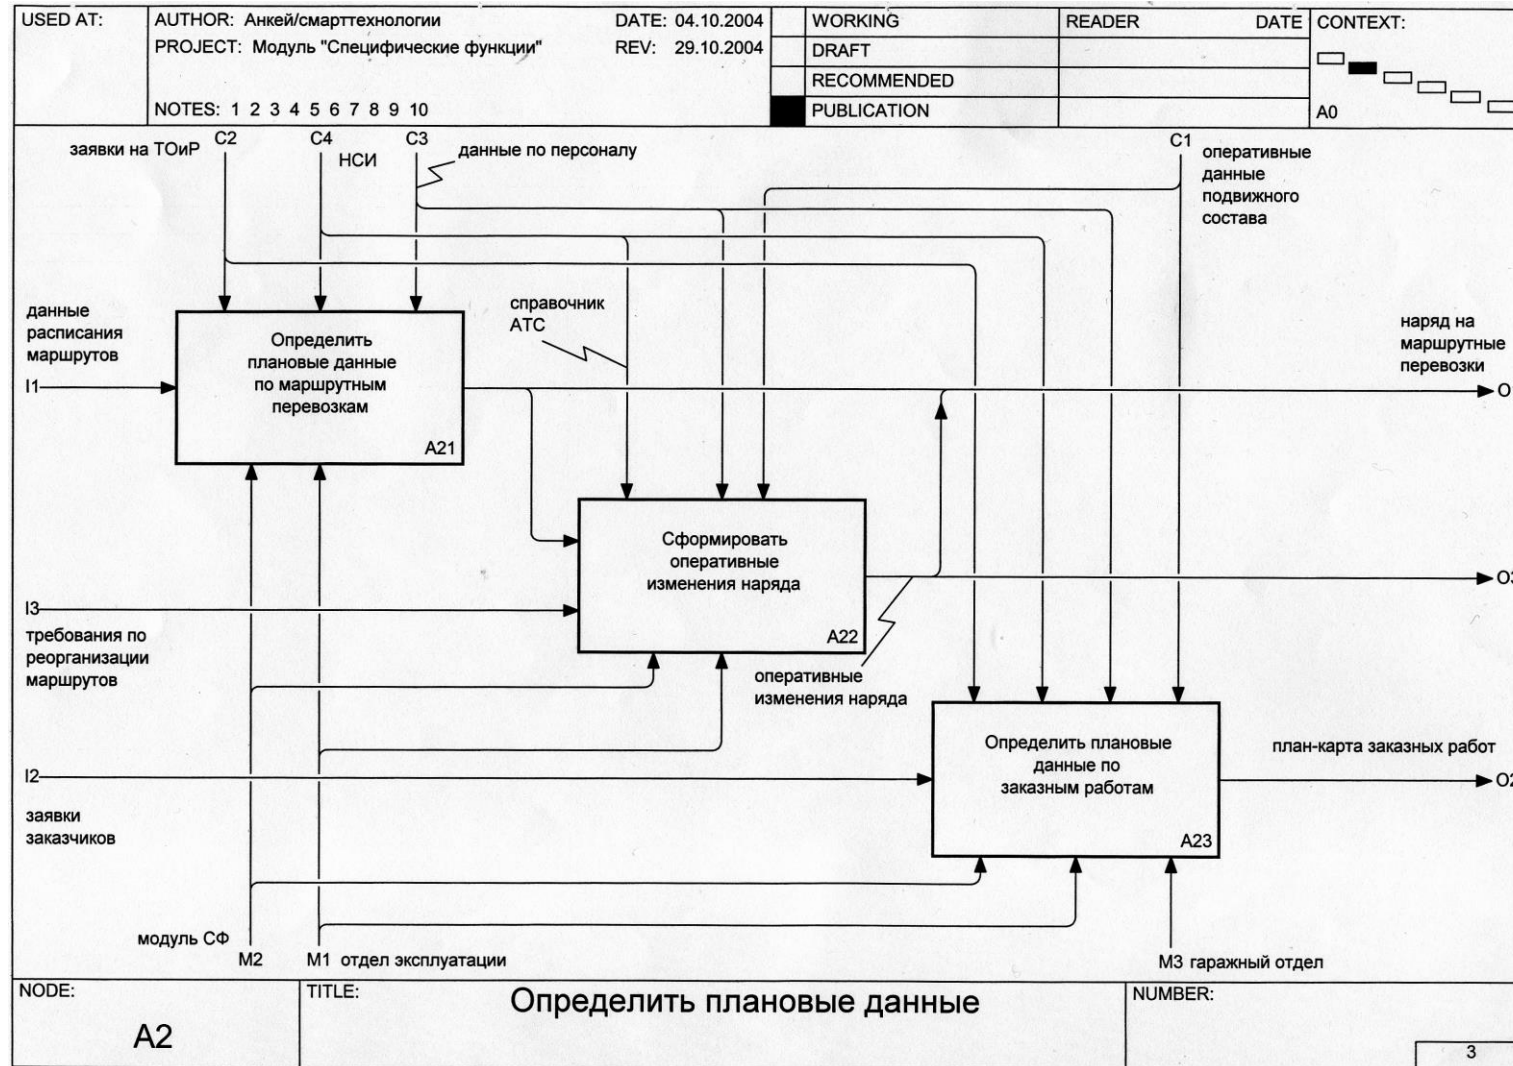 USED AT:
AUTHOR: Анкей/смарттехнологии
DATE: 04.10.2004
PROJECT: Модуль "Специфические функции"
REV: 29.10.2004
NOTES: 1 2 3 4 5 6 7 8 9 10
WORKING
DRAFT
RECOMMENDED
PUBLICATION
READER
DATE
CONTEXT:
A0
заявки на ТОиР
C2
C4
НСИ
C3
данные по персоналу
C1
оперативные
данные
подвижного
состава
данные
расписания
маршрутов
I1
Определить
плановые данные
по маршрутным
перевозкам
A21
справочник
АТС
наряд на
маршрутные
перевозки
Сформировать
оперативные
изменения наряда
A22
O3
I3
требования по
реорганизации
маршрутов
оперативные
изменения наряда
Определить плановые
данные по
заказным работам
A23
план-карта заказных работ
O2
I2
заявки
заказчиков
модуль СФ
M2
M1 отдел эксплуатации
M3 гаражный отдел
NODE:
A2
TITLE:
Определить плановые данные
NUMBER:
3